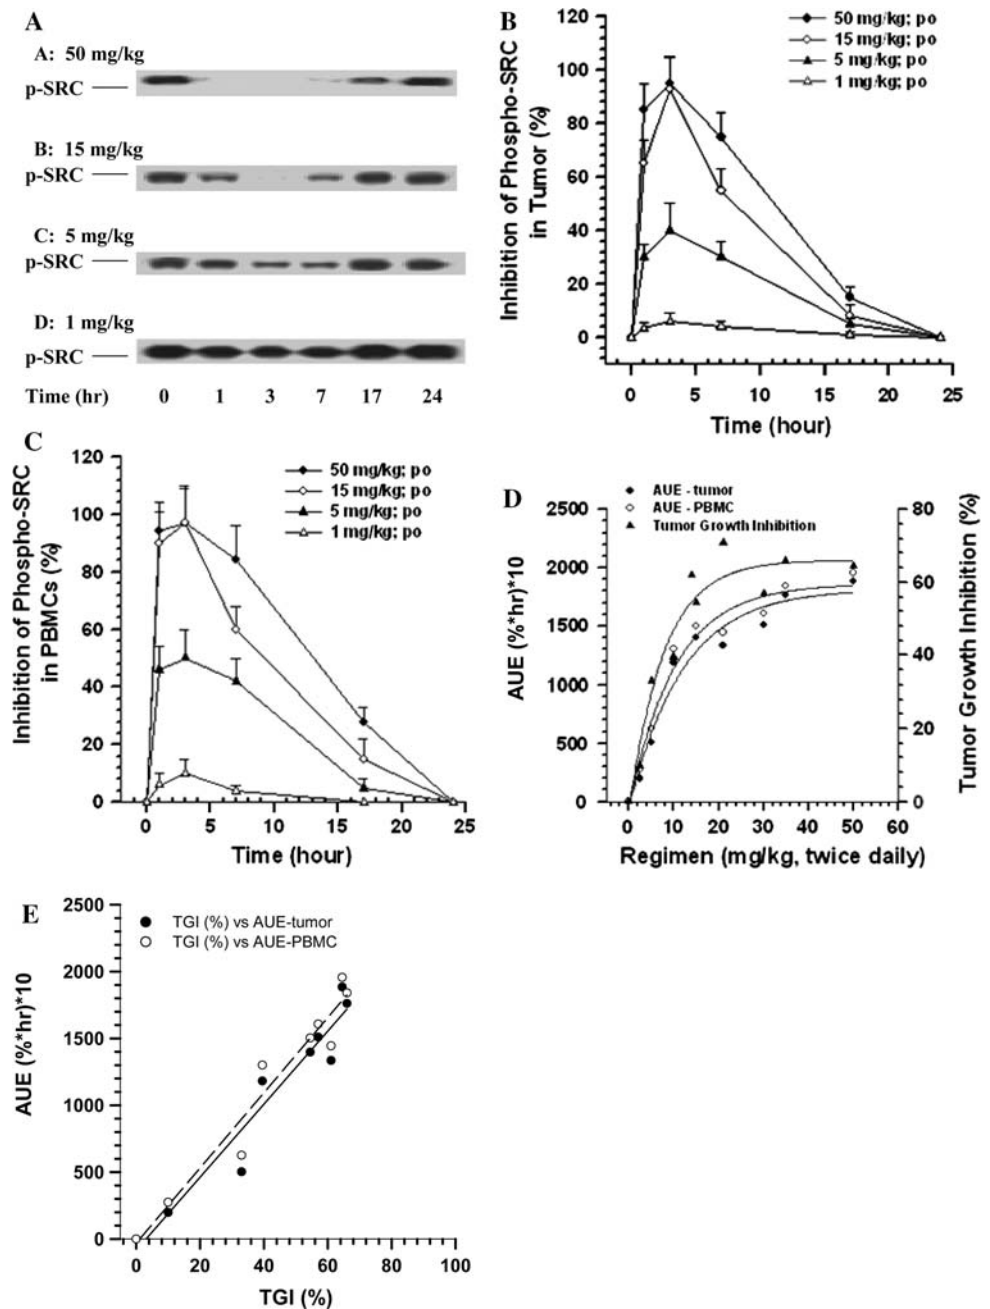 A
A: 50 mg/kg
p-SRC
B: 15 mg/kg
p-SRC
C: 5 mg/kg
p-SRC
D: 1 mg/kg
p-SRC
Time (hr) 0 1 3 7 17 24
B
Inhibition of Phospho-SRC
in Tumor (%)
120
100
80
60
40
20
0
50 mg/kg; po
15 mg/kg; po
5 mg/kg; po
1 mg/kg; po
0 5 10 15 20 25
Time (hour)
C
Inhibition of Phospho-SRC
in PBMCs (%)
120
100
80
60
40
20
0
50 mg/kg; po
15 mg/kg; po
5 mg/kg; po
1 mg/kg; po
0 5 10 15 20 25
Time (hour)
D
AUE - tumor
AUE - PBMC
Tumor Growth Inhibition
AUE (%*hr)*10
2500
2000
1500
1000
500
0
80
60
40
20
0
Tumor Growth Inhibition (%)
0 10 20 30 40 50 60
Regimen (mg/kg, twice daily)
E
TGI (%) vs AUE-tumor
TGI (%) vs AUE-PBMC
AUE (%*hr)*10
2500
2000
1500
1000
500
0
0 20 40 60 80 100
TGI (%)